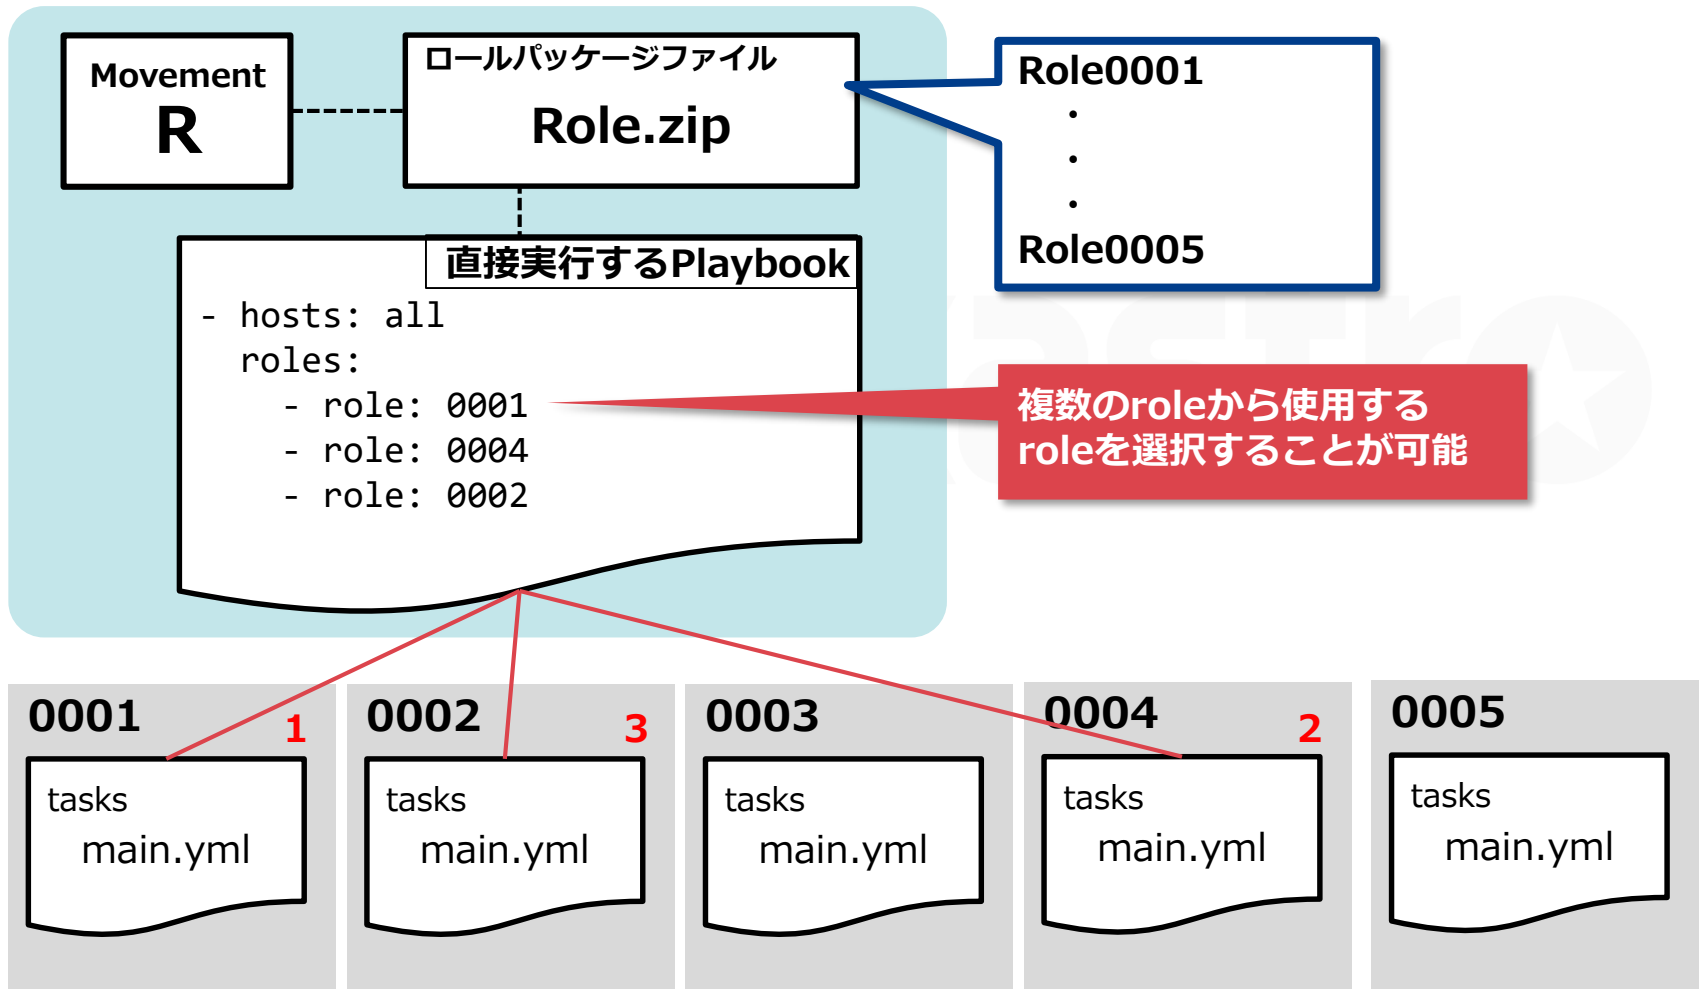 Movement
R
ロールパッケージファイル
Role.zip
Role0001
・
・
・
Role0005
直接実行するPlaybook
- hosts: all
roles:
- role: 0001
- role: 0004
- role: 0002
複数のroleから使用する
roleを選択することが可能
0001
1
tasks
main.yml
0002
3
tasks
main.yml
0003
tasks
main.yml
0004
2
tasks
main.yml
0005
tasks
main.yml